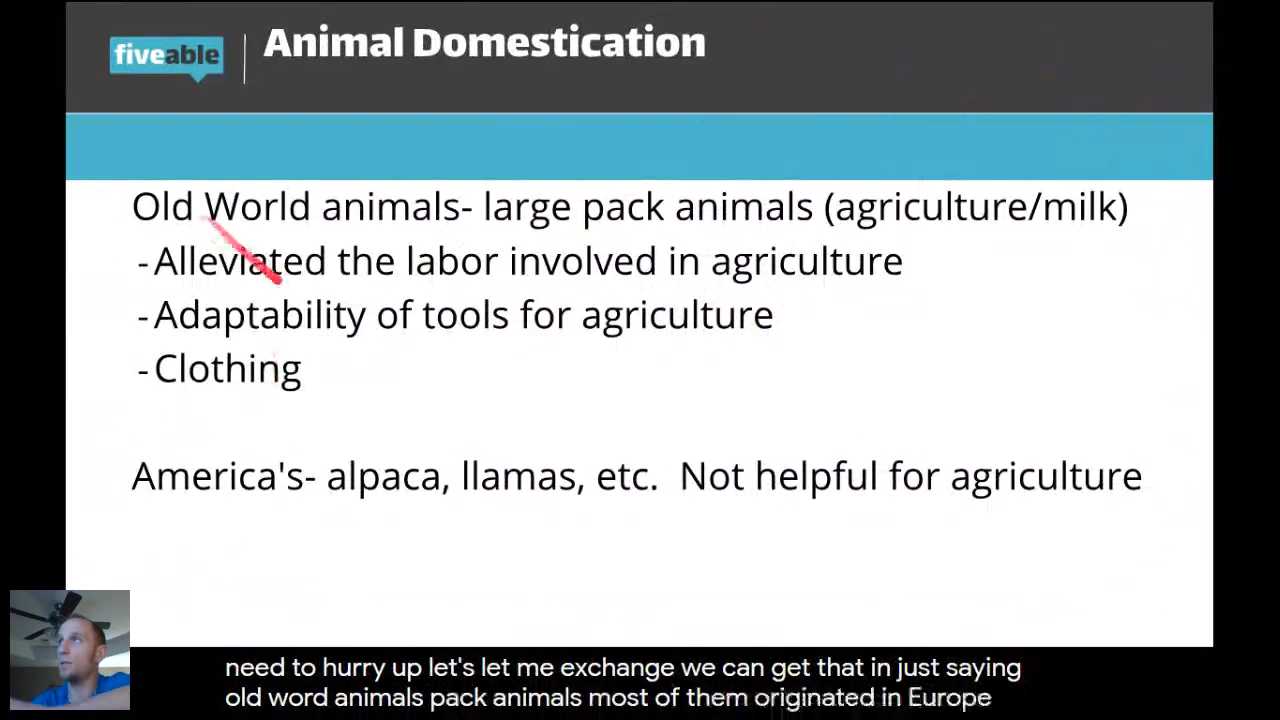 fiveable
Animal Domestication
Old World animals- large pack animals (agriculture/milk)
-Alleviated the labor involved in agriculture
-Adaptability of tools for agriculture
-Clothing
America's- alpaca, llamas, etc. Not helpful for agriculture
need to hurry up let's let me exchange we can get that in just saying
old word animals pack animals most of them originated in Europe